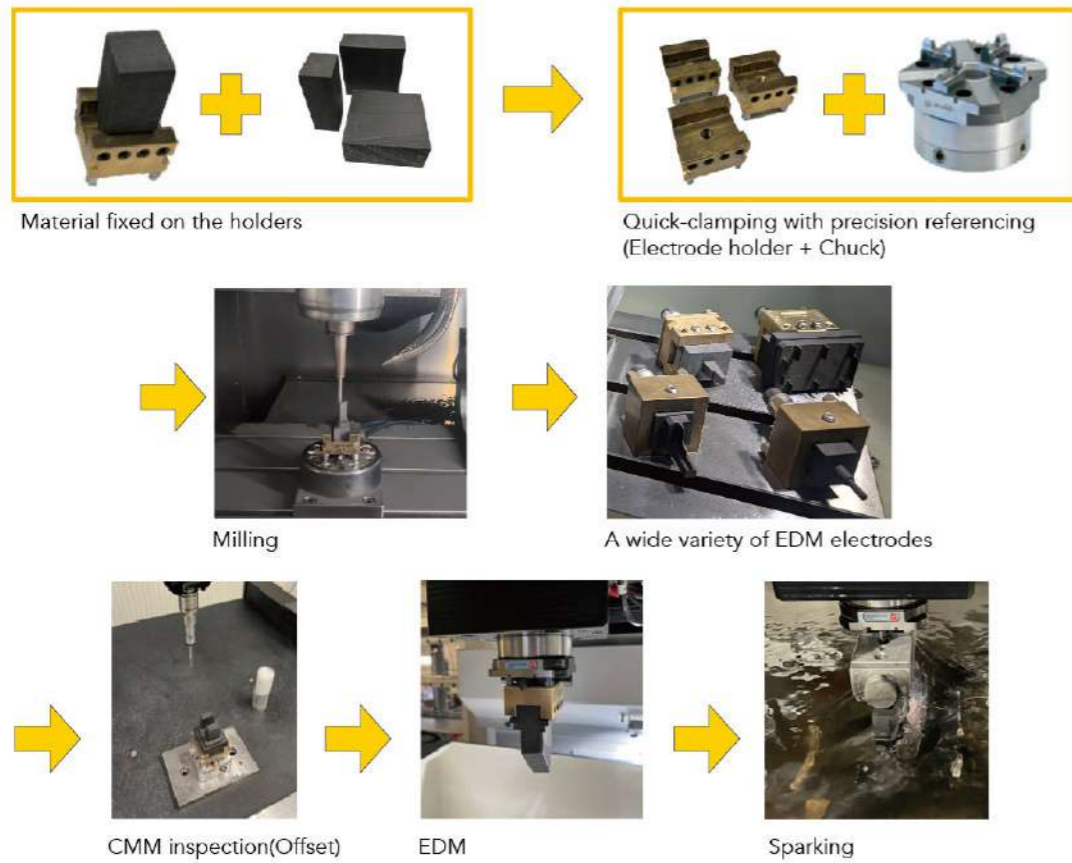 Material fixed on the holders
Quick-clamping with precision referencing
(Electrode holder + Chuck)
Milling
A wide variety of EDM electrodes
CMM inspection(Offset)
EDM
Sparking